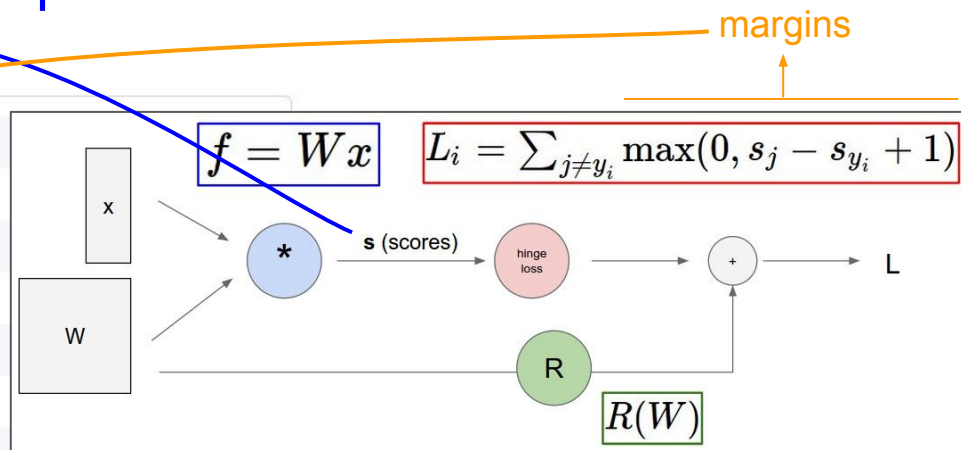 margins
f = Wx
L_i = \sum_{j \neq y_i} \max(0, s_j - s_{y_i} + 1)
x
*
s (scores)
hinge
loss
+
L
W
R
R(W)